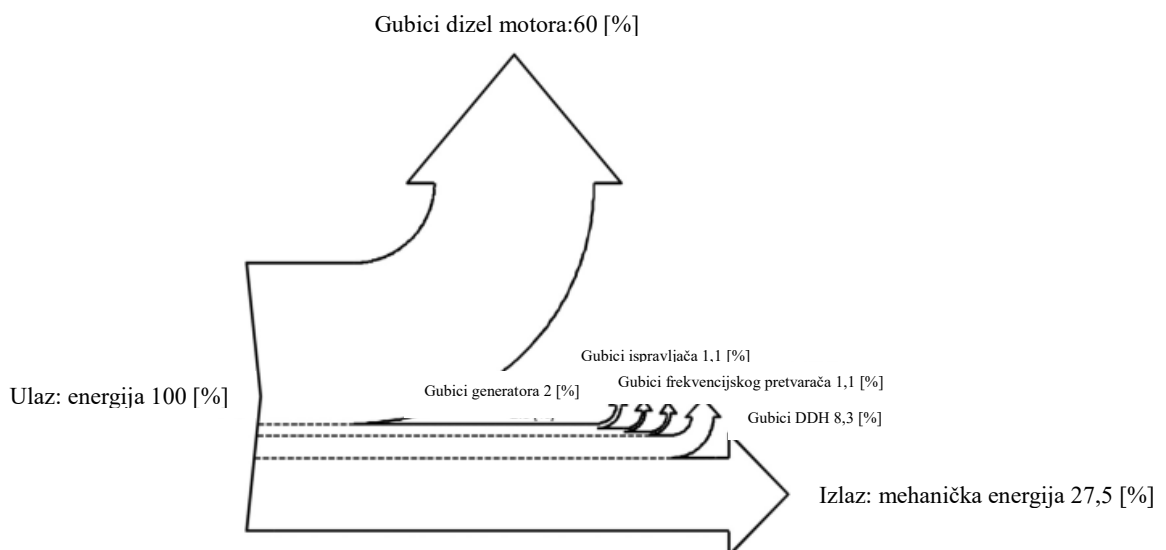 Gubici dizel motora:60 [%]
Gubici ispravljača 1,1 [%]
Gubici frekvencijskog pretvarača 1,1 [%]
Gubici generatora 2 [%]
Ulaz: energija 100 [%]
Gubici DDH 8,3 [%]
Izlaz: mehanička energija 27,5 [%]